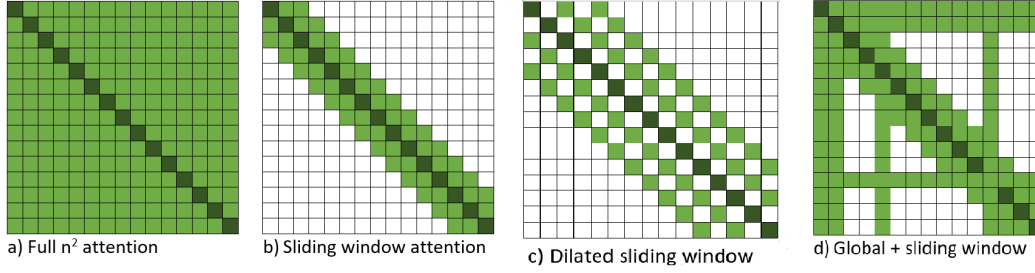 a) Full n² attention
b) Sliding window attention
c) Dilated sliding window
d) Global + sliding window